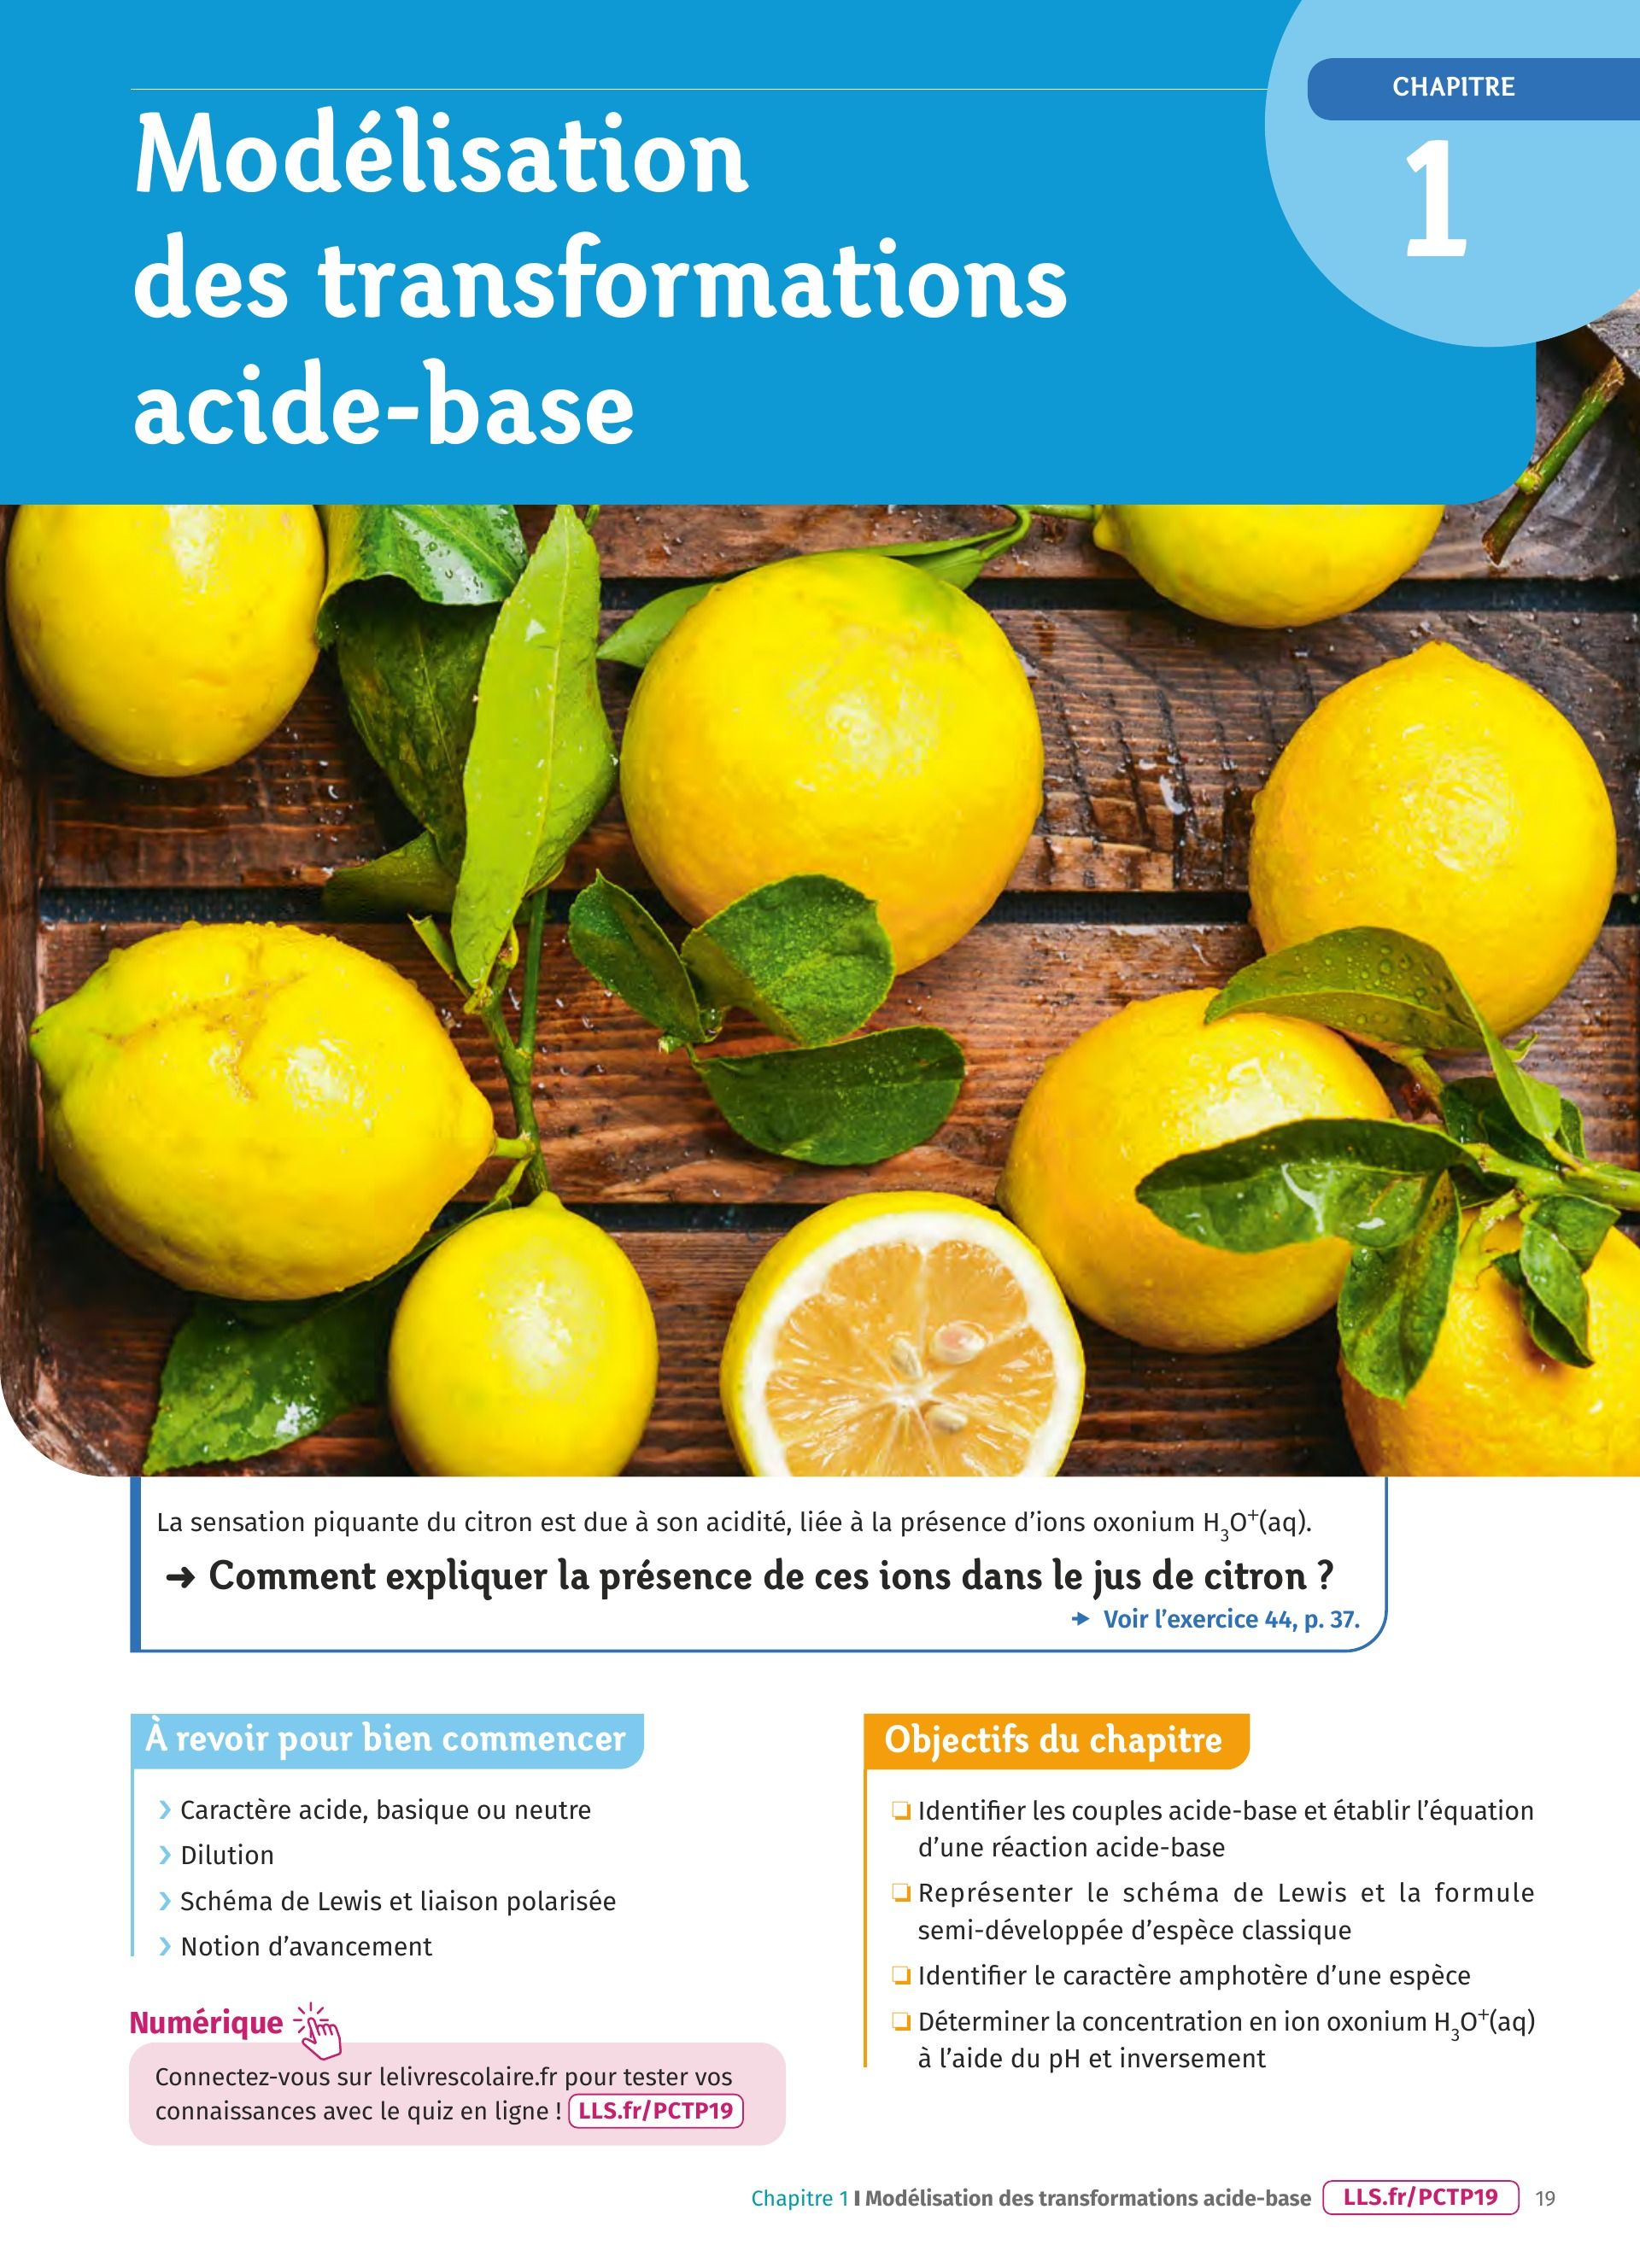 CHAPITRE
1
Modélisation
des transformations
acide-base
La sensation piquante du citron est due à son acidité, liée à la présence d'ions oxonium H₃O⁺(aq).
➜ Comment expliquer la présence de ces ions dans le jus de citron ?
➤ Voir l'exercice 44, p. 37.
À revoir pour bien commencer
› Caractère acide, basique ou neutre
› Dilution
› Schéma de Lewis et liaison polarisée
› Notion d'avancement
Numérique
Connectez-vous sur lelivrescolaire.fr pour tester vos
connaissances avec le quiz en ligne ! LLS.fr/PCTP19
Objectifs du chapitre
❏ Identifier les couples acide-base et établir l'équation
d'une réaction acide-base
❏ Représenter le schéma de Lewis et la formule
semi-développée d'espèce classique
❏ Identifier le caractère amphotère d'une espèce
❏ Déterminer la concentration en ion oxonium H₃O⁺(aq)
à l'aide du pH et inversement
Chapitre 1 I Modélisation des transformations acide-base LLS.fr/PCTP19 19